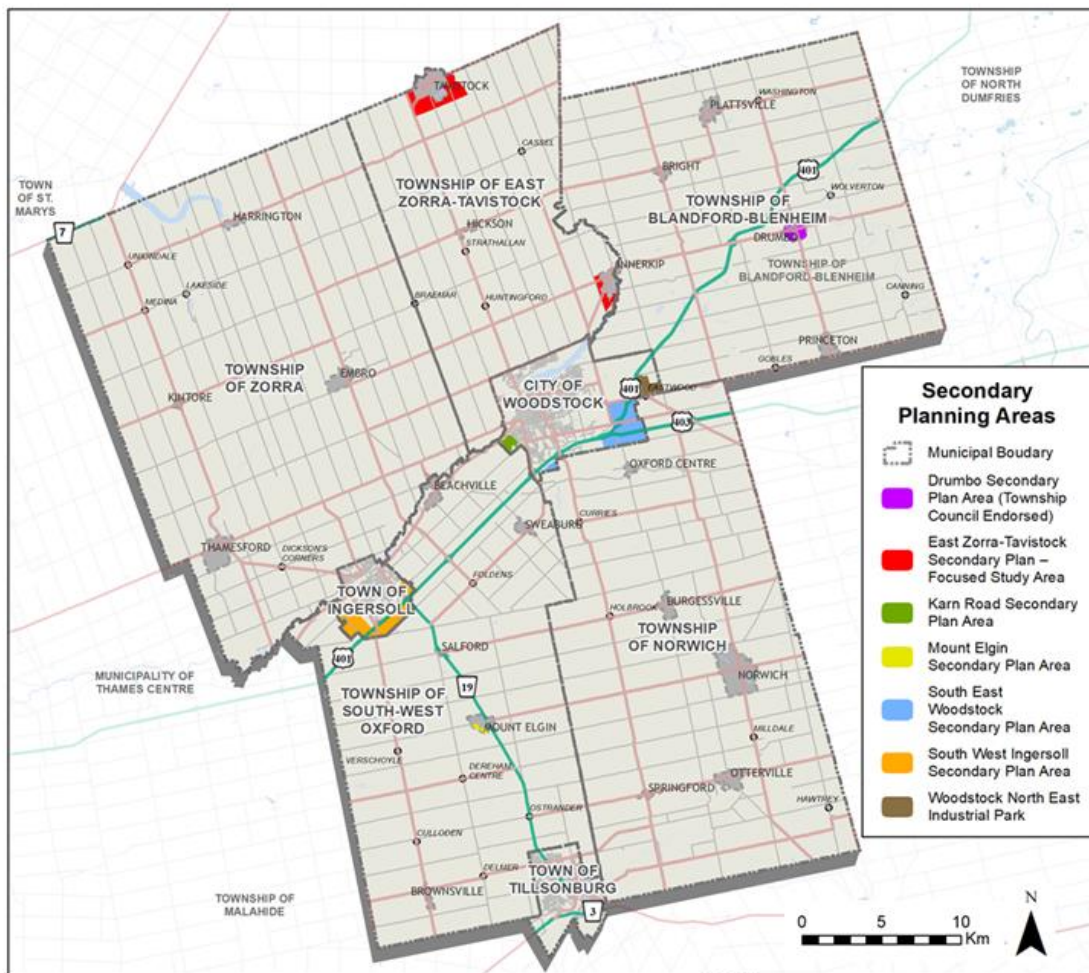 TOWNSHIP
OF NORTH
DUMFRIES
TAVISTOCK
WASHINGTON
PLATTSVILLE
CASSEL
BRIGHT
401
TOWN
OF ST.
MARYS
TOWNSHIP OF EAST
ZORRA-TAVISTOCK
WOLVERTON
TOWNSHIP OF
BLANDFORD-BLENHEIM
HARRINGTON
7
HICKSON
STRATHALLAN
DRUMBO
UNIONDALE
INNERKIP
TOWNSHIP OF
BLANDFORD-BLENHEIM
LAKESIDE
MEDINA
BRAEMAR
HUNTINGFORD
CANNING
PRINCETON
GOBLES
TOWNSHIP
OF ZORRA
EMBRO
KINTORE
CITY OF
WOODSTOCK
401
EASTWOOD
403
OXFORD CENTRE
BEACHVILLE
SWEABURG
CURRIES
THAMESFORD
DICKSON'S
CORNERS
FOLDENS
TOWN OF
INGERSOLL
HOLBROOK
BURGESSVILLE
TOWNSHIP
OF NORWICH
401
SALFORD
MUNICIPALITY OF
THAMES CENTRE
19
NORWICH
TOWNSHIP OF
SOUTH-WEST
OXFORD
MOUNT ELGIN
VERSCHOYLE
MILLDALE
DEREHAM
CENTRE
SPRINGFORD
OTTERVILLE
OSTRANDER
HAWTREY
CULLODEN
DELMER
TOWN OF
TILLSONBURG
BROWNSVILLE
TOWNSHIP OF
MALAHIDE
3
Secondary
Planning Areas
Municipal Boudary
Drumbo Secondary
Plan Area (Township
Council Endorsed)
East Zorra-Tavistock
Secondary Plan –
Focused Study Area
Karn Road Secondary
Plan Area
Mount Elgin
Secondary Plan Area
South East
Woodstock
Secondary Plan Area
South West Ingersoll
Secondary Plan Area
Woodstock North East
Industrial Park
0 5 10
Km
N